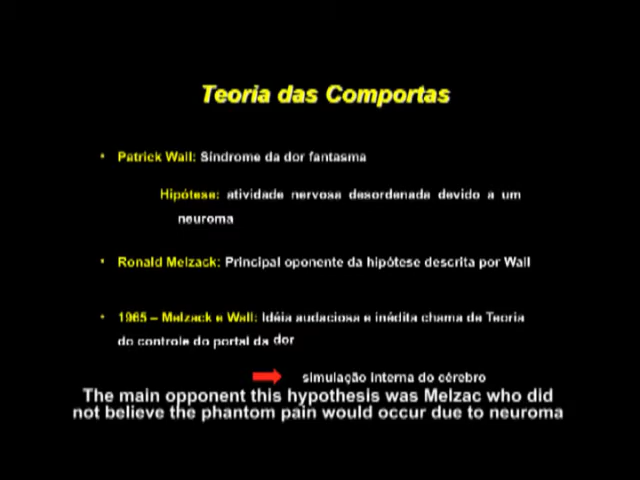 Teoria das Comportas
• Patrick Wall: Síndrome da dor fantasma
Hipótese: atividade nervosa desordenada devido a um
neuroma
• Ronald Melzack: Principal oponente da hipótese descrita por Wall
• 1965 – Melzack e Wall: Idéia audaciosa e inédita chama de Teoria
do controle do portal da dor
simulação interna do cérebro
The main opponent this hypothesis was Melzac who did
not believe the phantom pain would occur due to neuroma